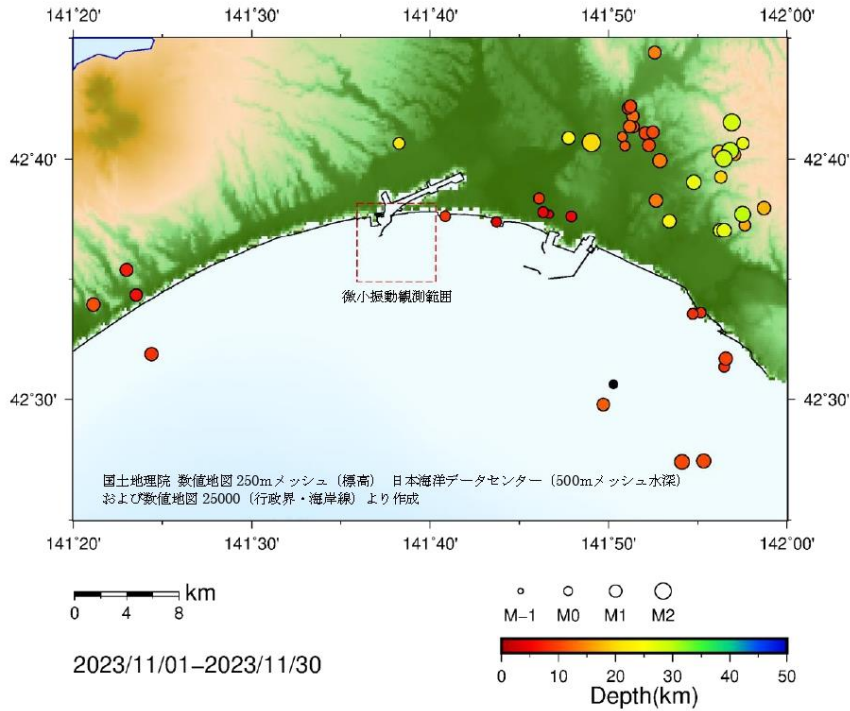 141˚20' 141˚30' 141˚40' 141˚50' 142˚00'
42˚40' 42˚40'
微小振動観測範囲
42˚30' 42˚30'
国土地理院 数値地図250mメッシュ（標高） 日本海洋データセンター（500mメッシュ水深）
および数値地図25000（行政界・海岸線）より作成
141˚20' 141˚30' 141˚40' 141˚50' 142˚00'
km
0 4 8
M−1 M0 M1 M2
0 10 20 30 40 50
Depth(km)
2023/11/01−2023/11/30